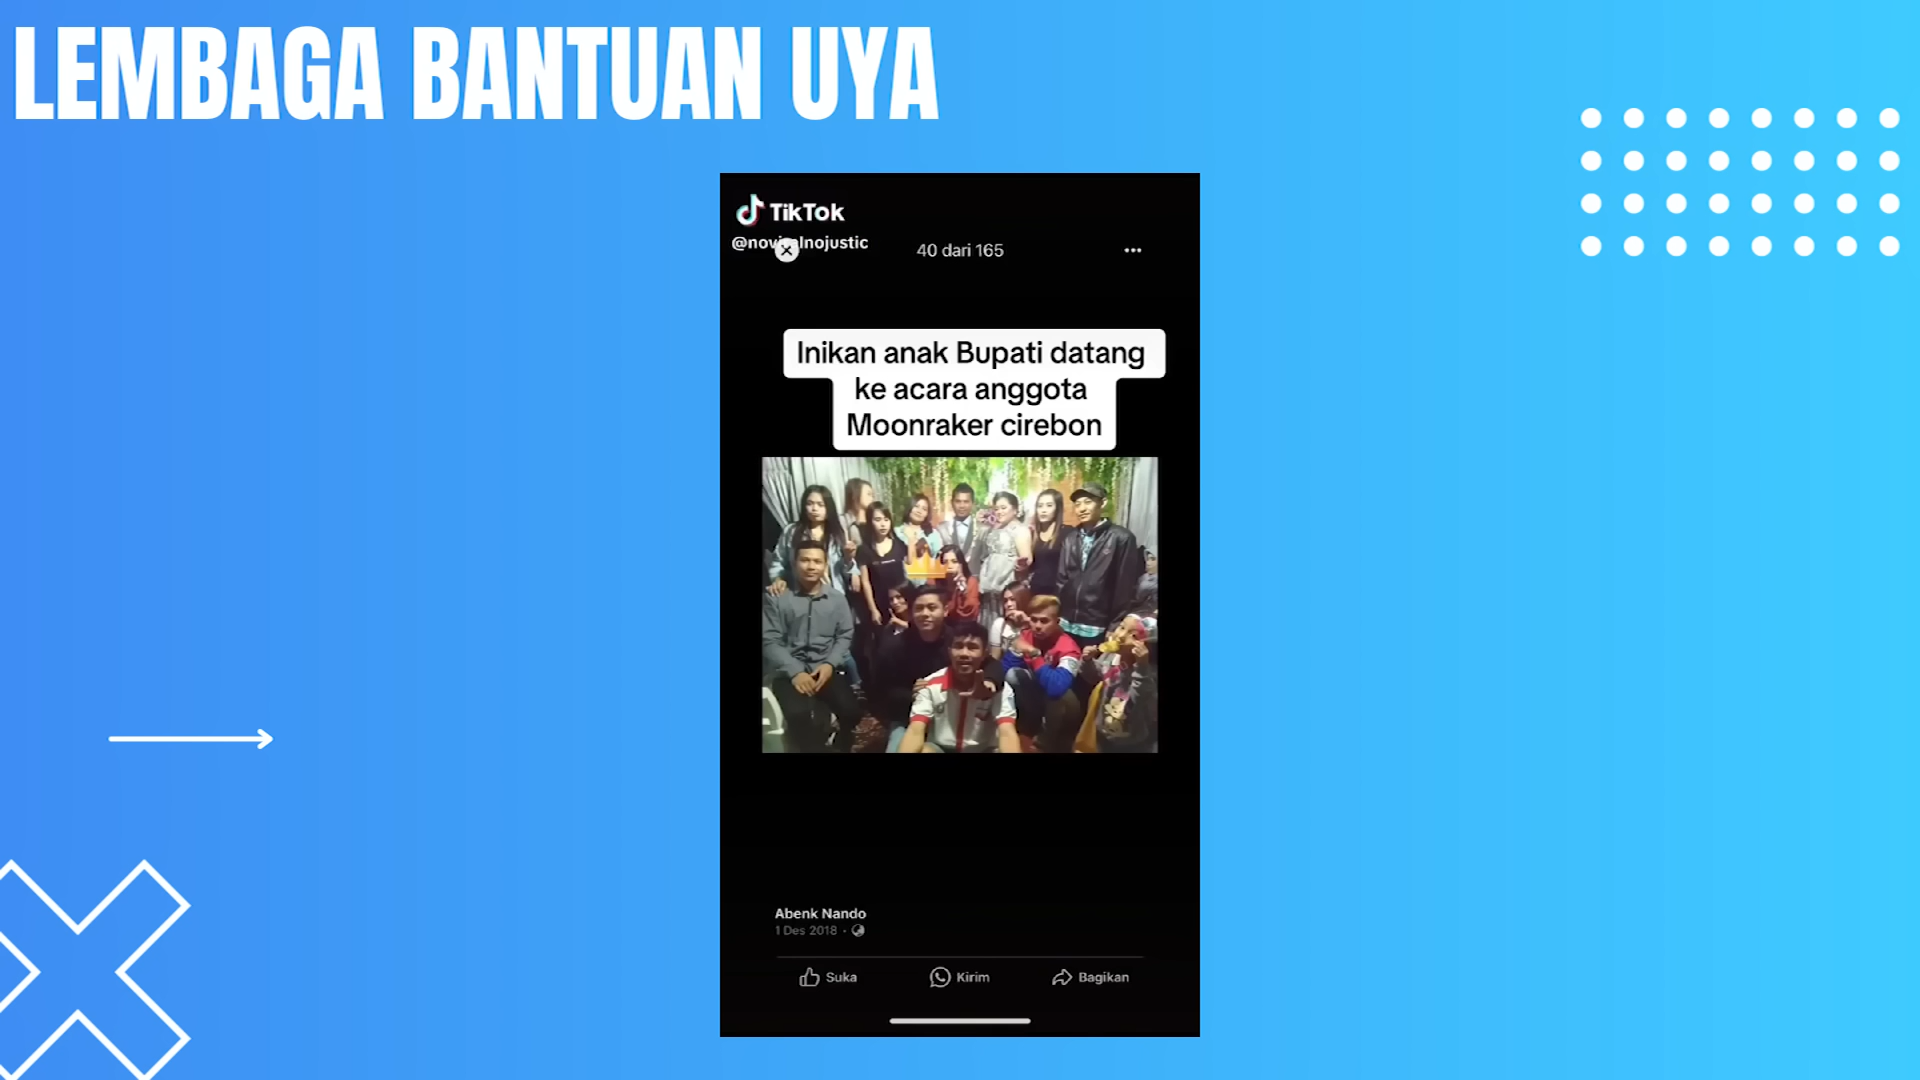 LEMBAGA BANTUAN UYA
TikTok
@noviralnojustic
40 dari 165
Inikan anak Bupati datang
ke acara anggota
Moonraker cirebon
Abenk Nando
1 Des 2018
Suka
Kirim
Bagikan